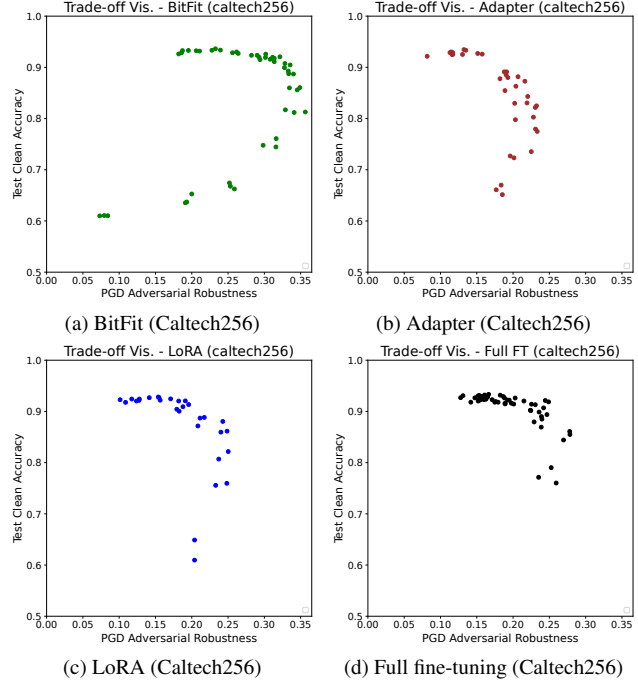 Trade-off Vis. - BitFit (caltech256)
1.0
0.9
0.8
0.7
0.6
0.5
Test Clean Accuracy
0.00 0.05 0.10 0.15 0.20 0.25 0.30 0.35
PGD Adversarial Robustness
(a) BitFit (Caltech256)
Trade-off Vis. - Adapter (caltech256)
1.0
0.9
0.8
0.7
0.6
0.5
Test Clean Accuracy
0.00 0.05 0.10 0.15 0.20 0.25 0.30 0.35
PGD Adversarial Robustness
(b) Adapter (Caltech256)
Trade-off Vis. - LoRA (caltech256)
1.0
0.9
0.8
0.7
0.6
0.5
Test Clean Accuracy
0.00 0.05 0.10 0.15 0.20 0.25 0.30 0.35
PGD Adversarial Robustness
(c) LoRA (Caltech256)
Trade-off Vis. - Full FT (caltech256)
1.0
0.9
0.8
0.7
0.6
0.5
Test Clean Accuracy
0.00 0.05 0.10 0.15 0.20 0.25 0.30 0.35
PGD Adversarial Robustness
(d) Full fine-tuning (Caltech256)